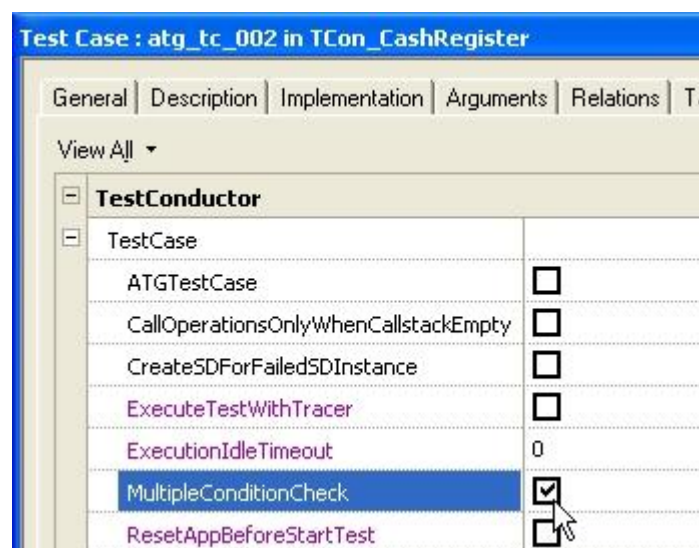 Test Case : atg_tc_002 in TCon_CashRegister
General Description Implementation Arguments Relations
View All
TestConductor
TestCase
ATGTestCase
CallOperationsOnlyWhenCallstackEmpty
CreateSDForFailedSDInstance
ExecuteTestWithTracer
ExecutionIdleTimeout 0
MultipleConditionCheck
ResetAppBeforeStartTest